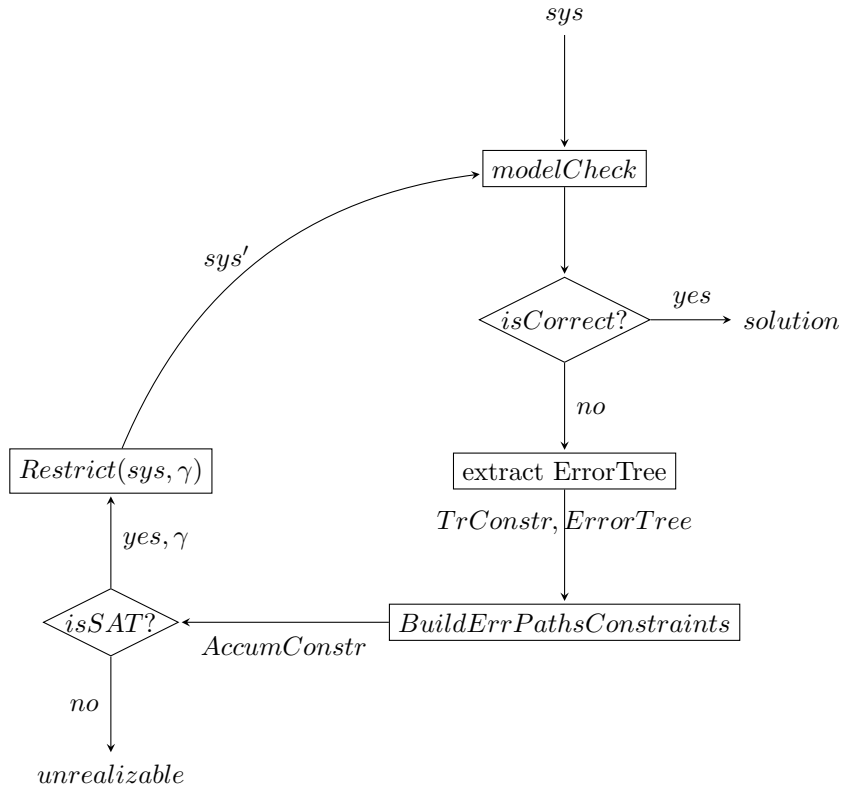 sys
modelCheck
sys′
isCorrect?
yes
solution
no
Restrict(sys, γ)
extract ErrorTree
TrConstr, ErrorTree
yes, γ
isSAT?
BuildErrPathsConstraints
AccumConstr
no
unrealizable